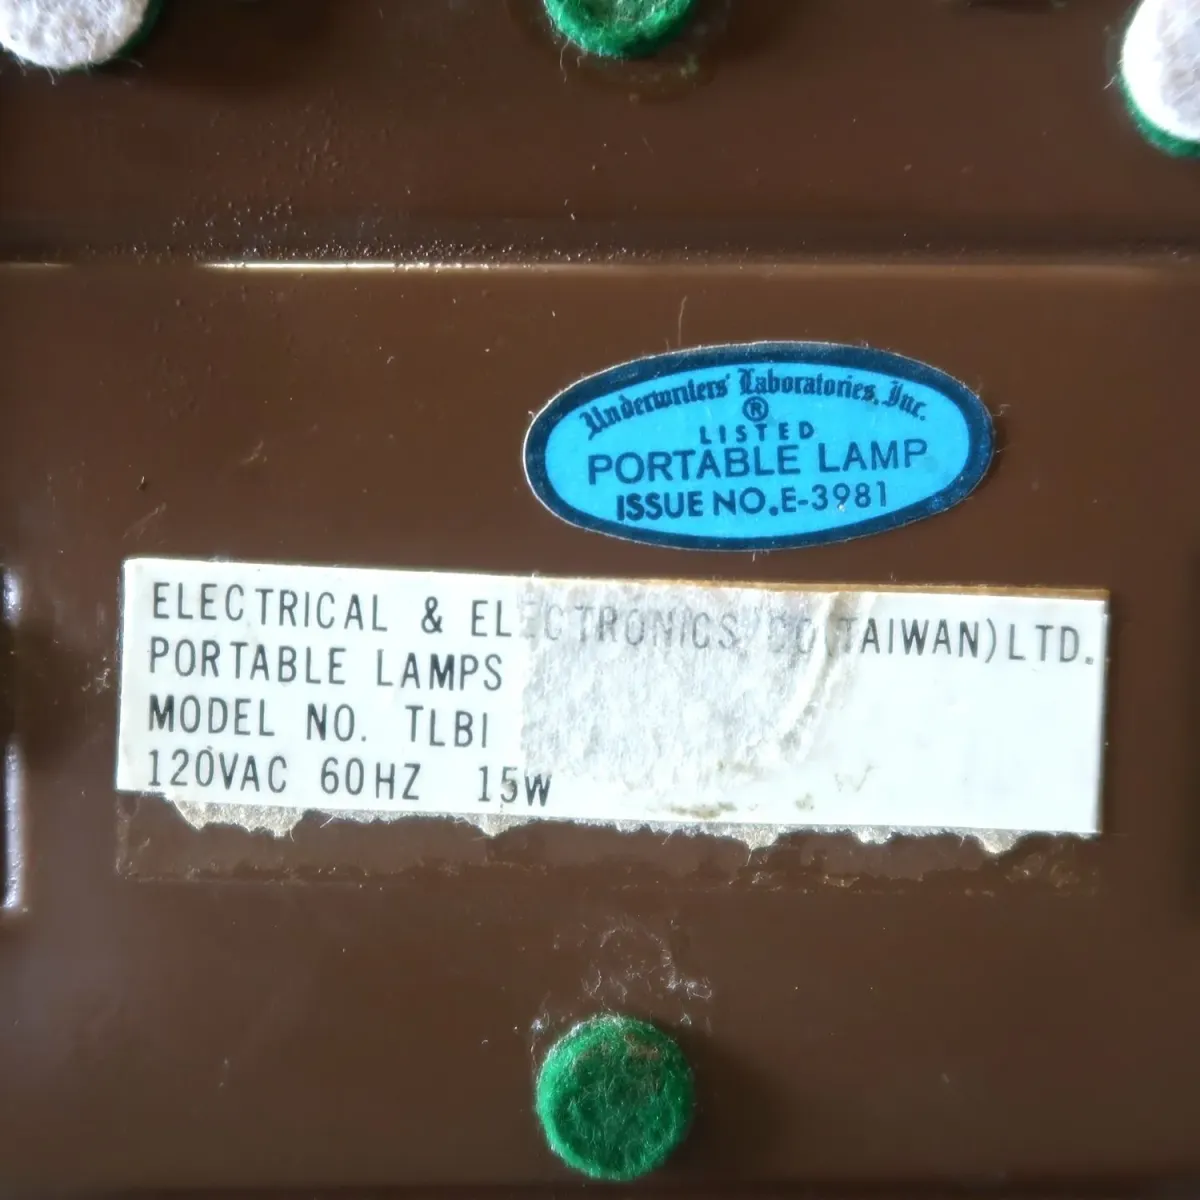 Underwriters' Laboratories, Inc.
®
LISTED
PORTABLE LAMP
ISSUE NO. E-3981
ELECTRICAL & ELECTRONICS CO (TAIWAN) LTD.
PORTABLE LAMPS
MODEL NO. TLB1
120VAC 60HZ 15W